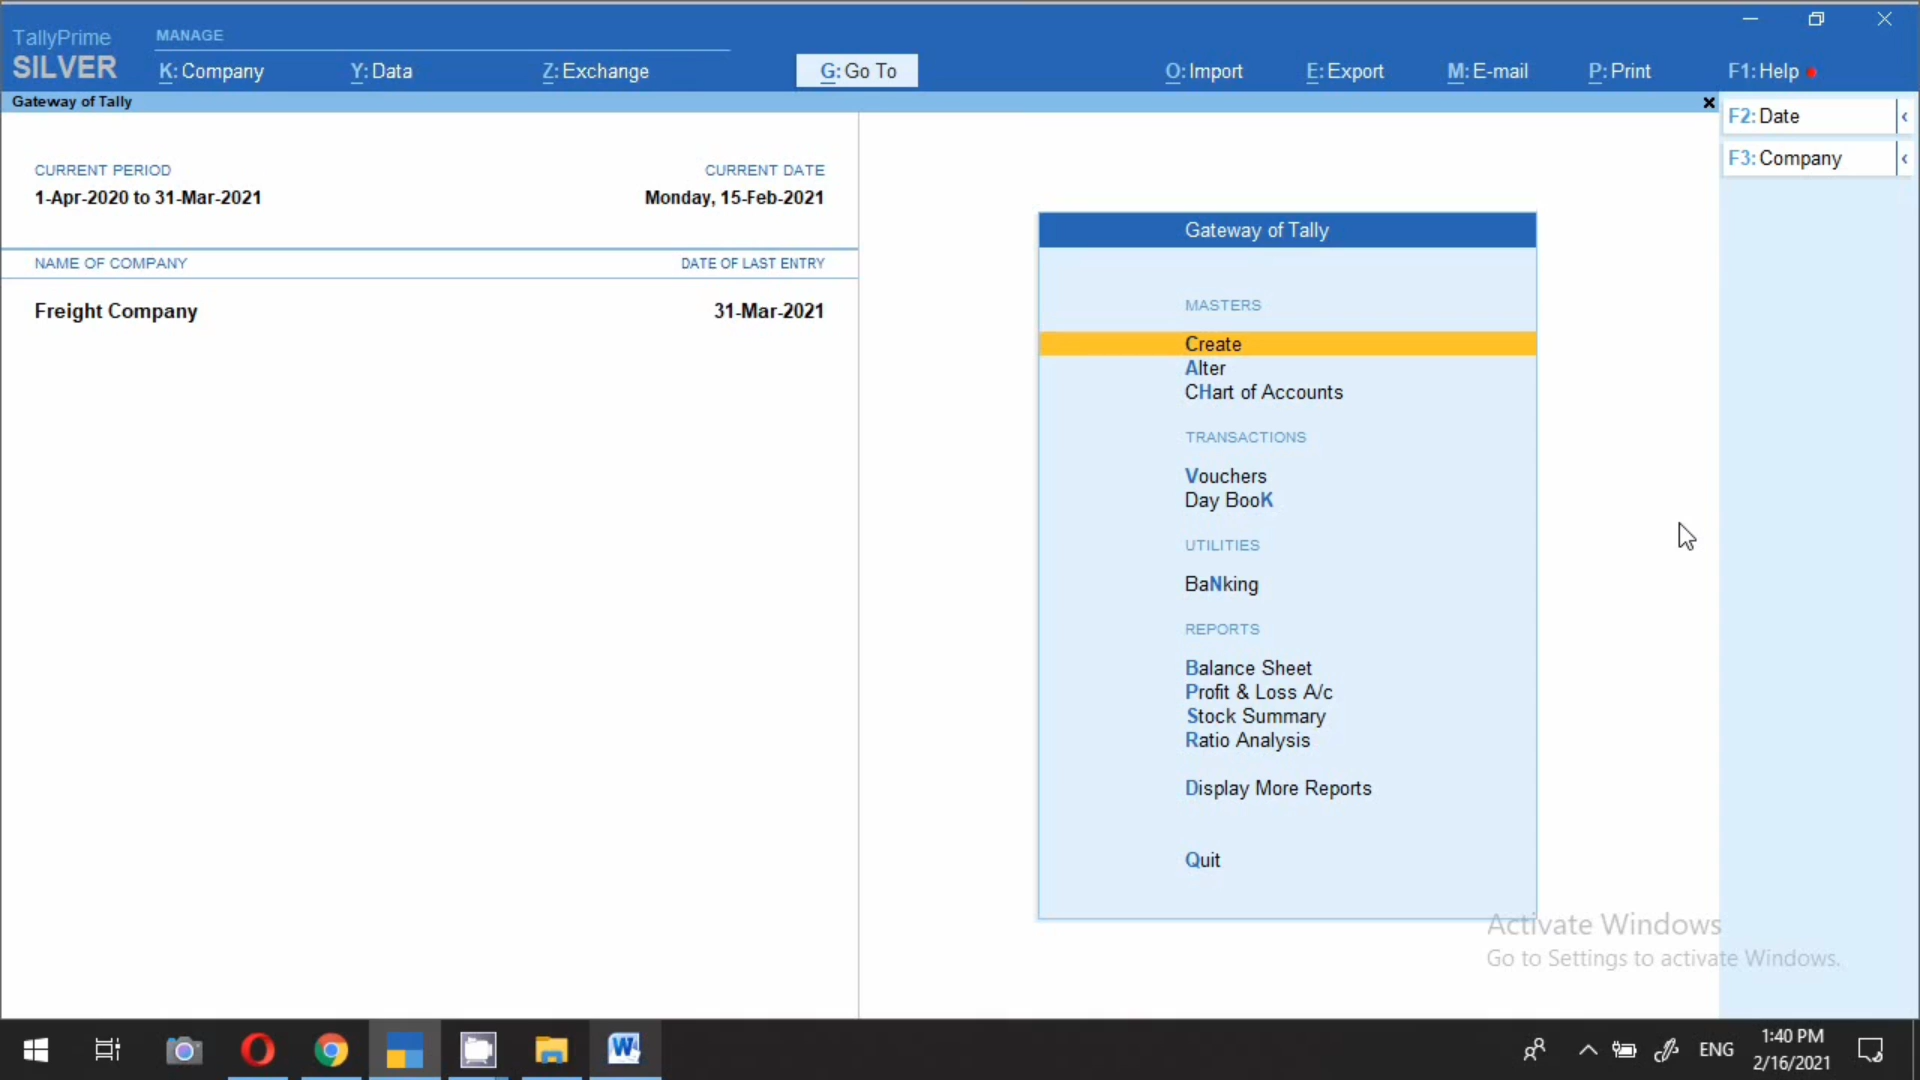 TallyPrime
SILVER
MANAGE
K: Company
Y: Data
Z: Exchange
G: Go To
O: Import
E: Export
M: E-mail
P: Print
F1: Help
Gateway of Tally
F2: Date
F3: Company
CURRENT PERIOD
CURRENT DATE
1-Apr-2020 to 31-Mar-2021
Monday, 15-Feb-2021
NAME OF COMPANY
DATE OF LAST ENTRY
Freight Company
31-Mar-2021
Gateway of Tally
MASTERS
Create
Alter
CHart of Accounts
TRANSACTIONS
Vouchers
Day BooK
UTILITIES
BaNking
REPORTS
Balance Sheet
Profit & Loss A/c
Stock Summary
Ratio Analysis
Display More Reports
Quit
Activate Windows
Go to Settings to activate Windows.
ENG
1:40 PM
2/16/2021